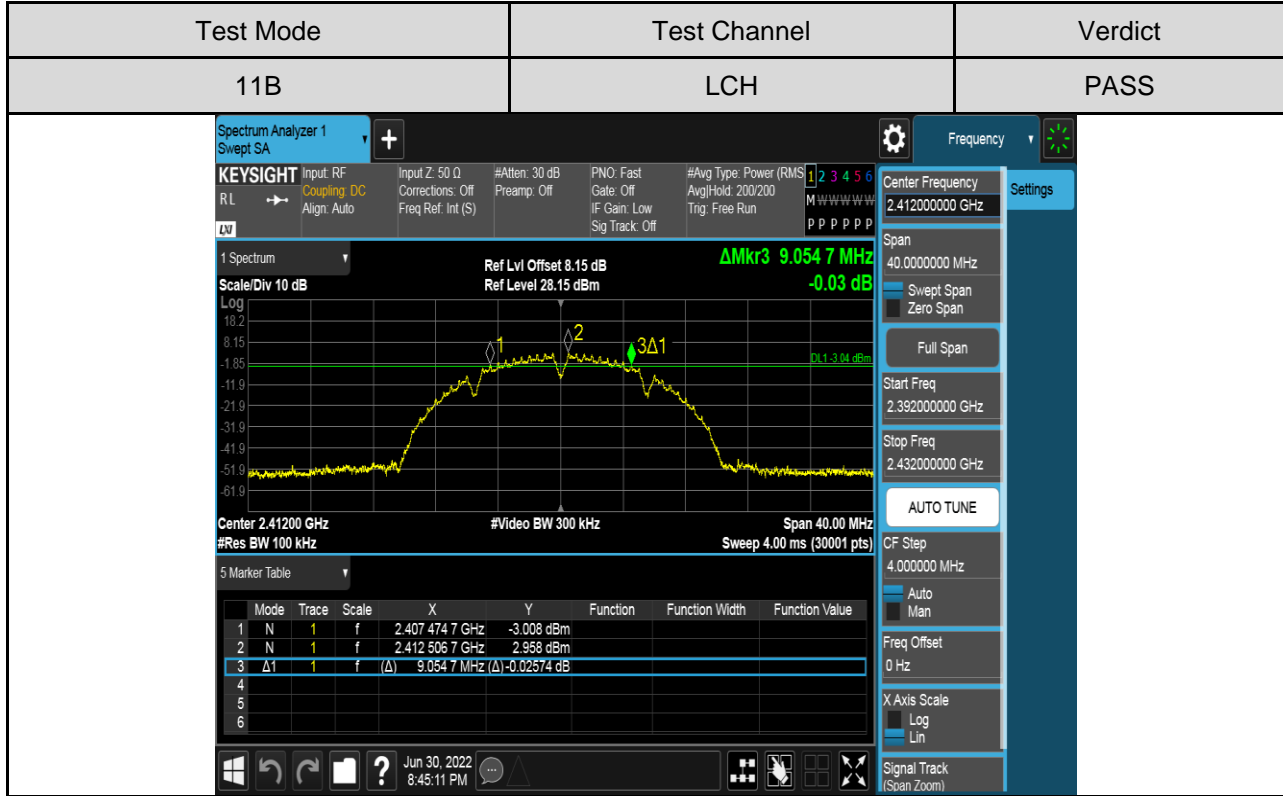 Test Mode Test Channel Verdict
11B LCH PASS
Spectrum Analyzer 1
Swept SA
+
Frequency
KEYSIGHT Input: RF Input Z: 50 Ω #Atten: 30 dB PNO: Fast #Avg Type: Power (RMS 1 2 3 4 5 6
RL Coupling: DC Corrections: Off Preamp: Off Gate: Off Avg|Hold: 200/200 M W W W W W
Align: Auto Freq Ref: Int (S) IF Gain: Low Trig: Free Run
LXI Sig Track: Off P P P P P P
1 Spectrum
Ref Lvl Offset 8.15 dB ΔMkr3 9.054 7 MHz
Scale/Div 10 dB Ref Level 28.15 dBm -0.03 dB
Log
18.2
8.15
-1.85
-11.9
-21.9
-31.9
-41.9
-51.9
-61.9
1 2 3Δ1
DL1 -3.04 dBm
Center 2.41200 GHz #Video BW 300 kHz Span 40.00 MHz
#Res BW 100 kHz Sweep 4.00 ms (30001 pts)
5 Marker Table
Mode Trace Scale X Y Function Function Width Function Value
1 N 1 f 2.407 474 7 GHz -3.008 dBm
2 N 1 f 2.412 506 7 GHz 2.958 dBm
3 Δ1 1 f (Δ) 9.054 7 MHz (Δ) -0.02574 dB
4
5
6
?
Jun 30, 2022
8:45:11 PM
Center Frequency
2.412000000 GHz
Settings
Span
40.0000000 MHz
Swept Span
Zero Span
Full Span
Start Freq
2.392000000 GHz
Stop Freq
2.432000000 GHz
AUTO TUNE
CF Step
4.000000 MHz
Auto
Man
Freq Offset
0 Hz
X Axis Scale
Log
Lin
Signal Track
(Span Zoom)